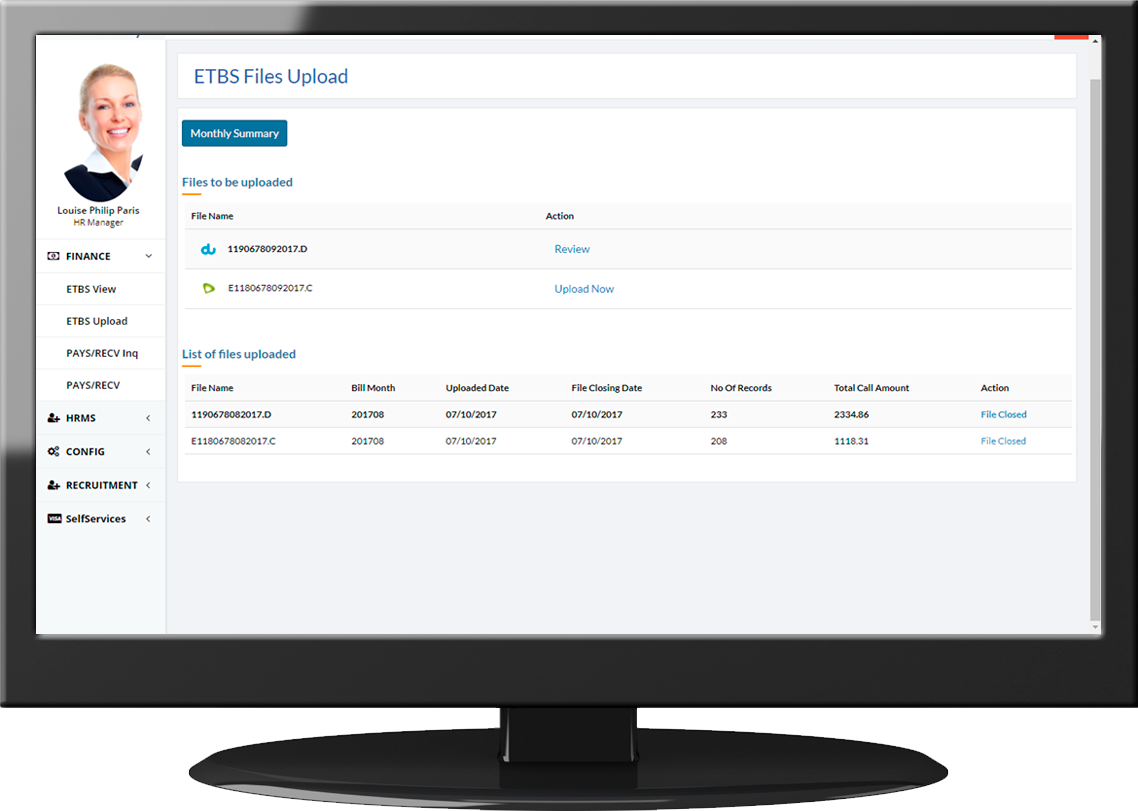 ETBS Files Upload
Monthly Summary
Files to be uploaded
File Name Action
du 1190678092017.D Review
E1180678092017.C Upload Now
List of files uploaded
File Name Bill Month Uploaded Date File Closing Date No Of Records Total Call Amount Action
1190678082017.D 201708 07/10/2017 07/10/2017 233 2334.86 File Closed
E1180678082017.C 201708 07/10/2017 07/10/2017 208 1118.31 File Closed
Louise Philip Paris
HR Manager
FINANCE
ETBS View
ETBS Upload
PAYS/RECV Inq
PAYS/RECV
HRMS
CONFIG
RECRUITMENT
VISA SelfServices